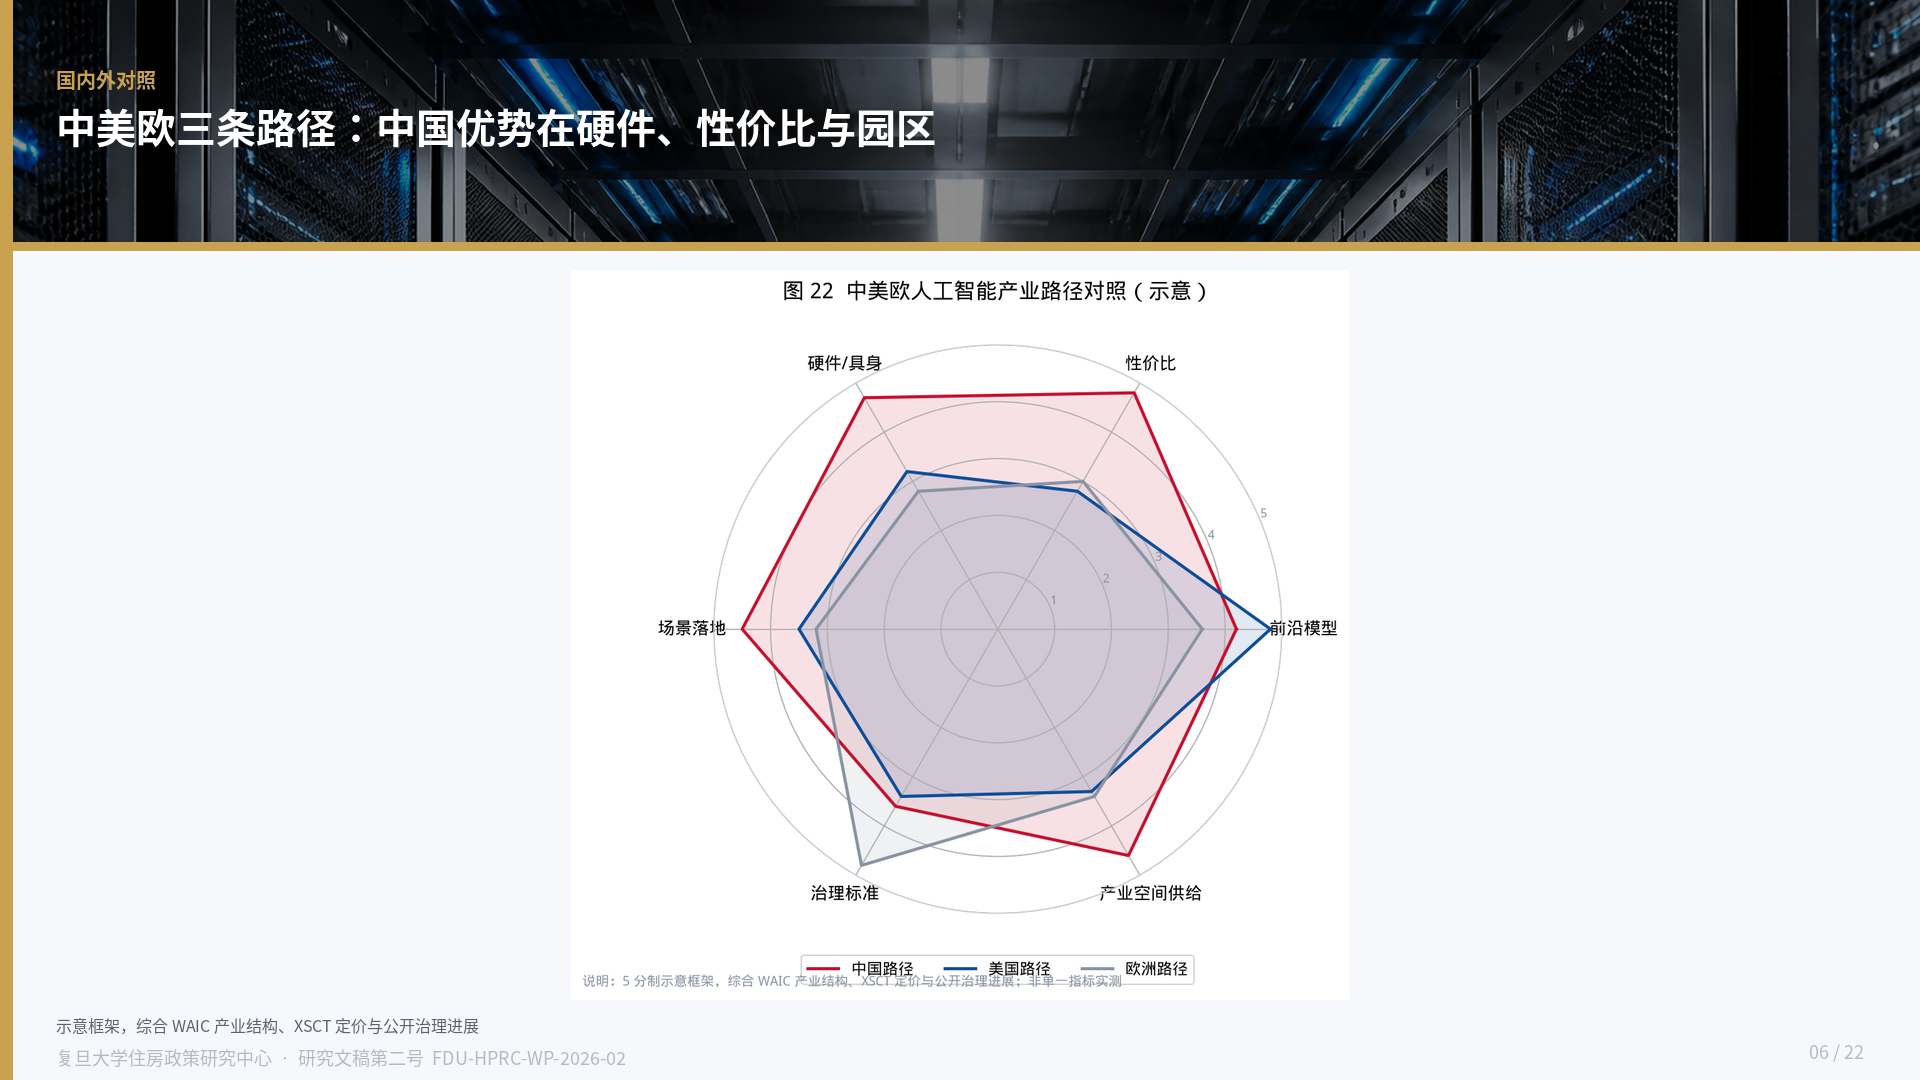 国内外对照
中美欧三条路径：中国优势在硬件、性价比与园区
图 22 中美欧人工智能产业路径对照（示意）
硬件/具身
性价比
5
4
3
2
1
场景落地
前沿模型
治理标准
产业空间供给
中国路径
美国路径
欧洲路径
说明：5 分制示意框架，综合 WAIC 产业结构、XSCT 定价与公开治理进展；非单一指标实测
示意框架，综合 WAIC 产业结构、XSCT 定价与公开治理进展
复旦大学住房政策研究中心 · 研究文稿第二号 FDU-HPRC-WP-2026-02
06 / 22